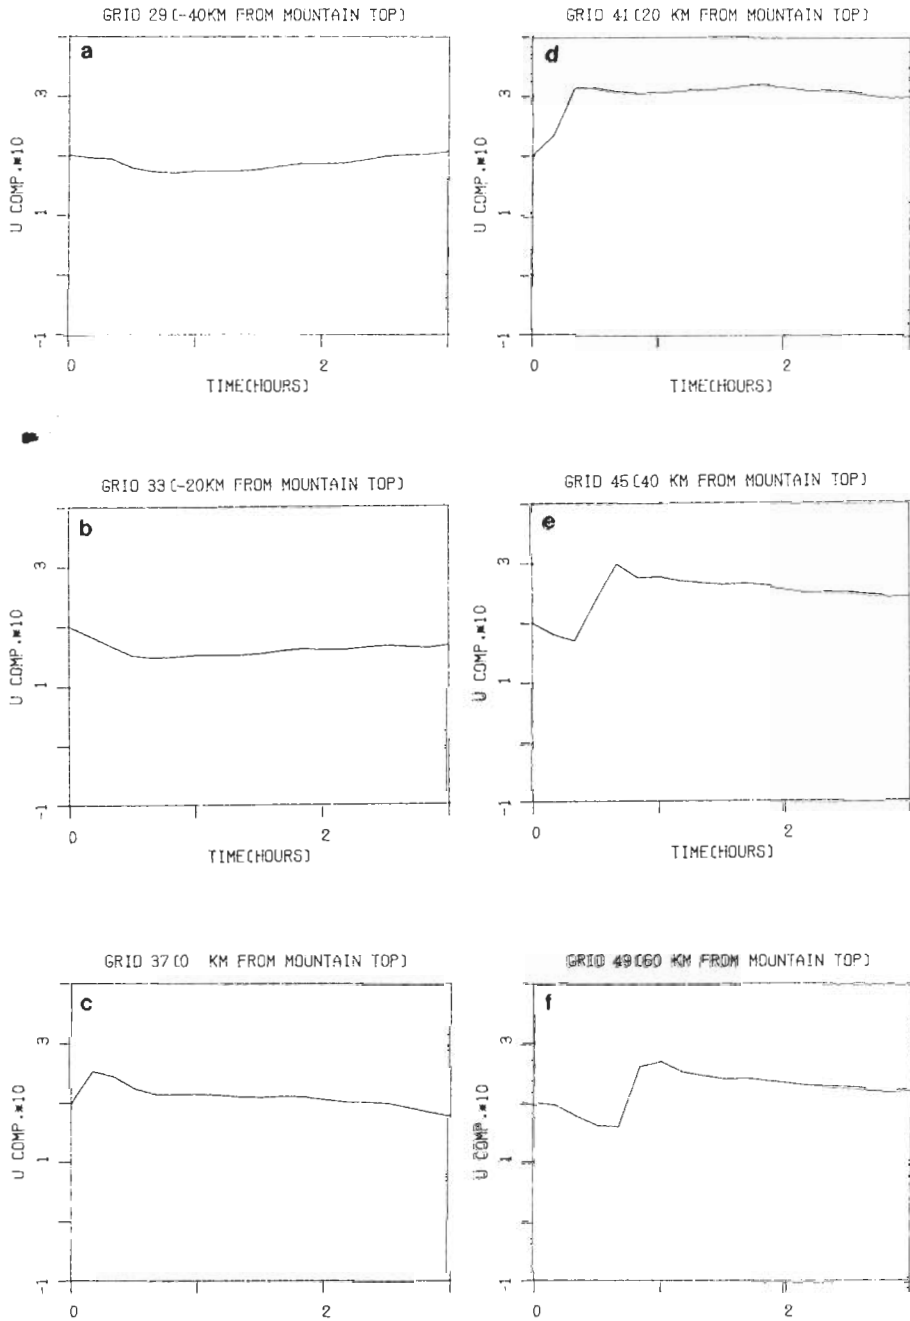 GRID 29(-40KM FROM MOUNTAIN TOP)
a
3
1
-1
U COMP.*10
0
2
TIME(HOURS)
GRID 33(-20KM FROM MOUNTAIN TOP)
b
3
1
-1
U COMP.*10
0
2
TIME(HOURS)
GRID 37(0 KM FROM MOUNTAIN TOP)
c
3
1
-1
U COMP.*10
0
2
GRID 41(20 KM FROM MOUNTAIN TOP)
d
3
1
-1
U COMP.*10
0
2
TIME(HOURS)
GRID 45(40 KM FROM MOUNTAIN TOP)
e
3
1
-1
U COMP.*10
0
2
TIME(HOURS)
GRID 49(60 KM FROM MOUNTAIN TOP)
f
3
1
-1
U COMP.*10
0
2